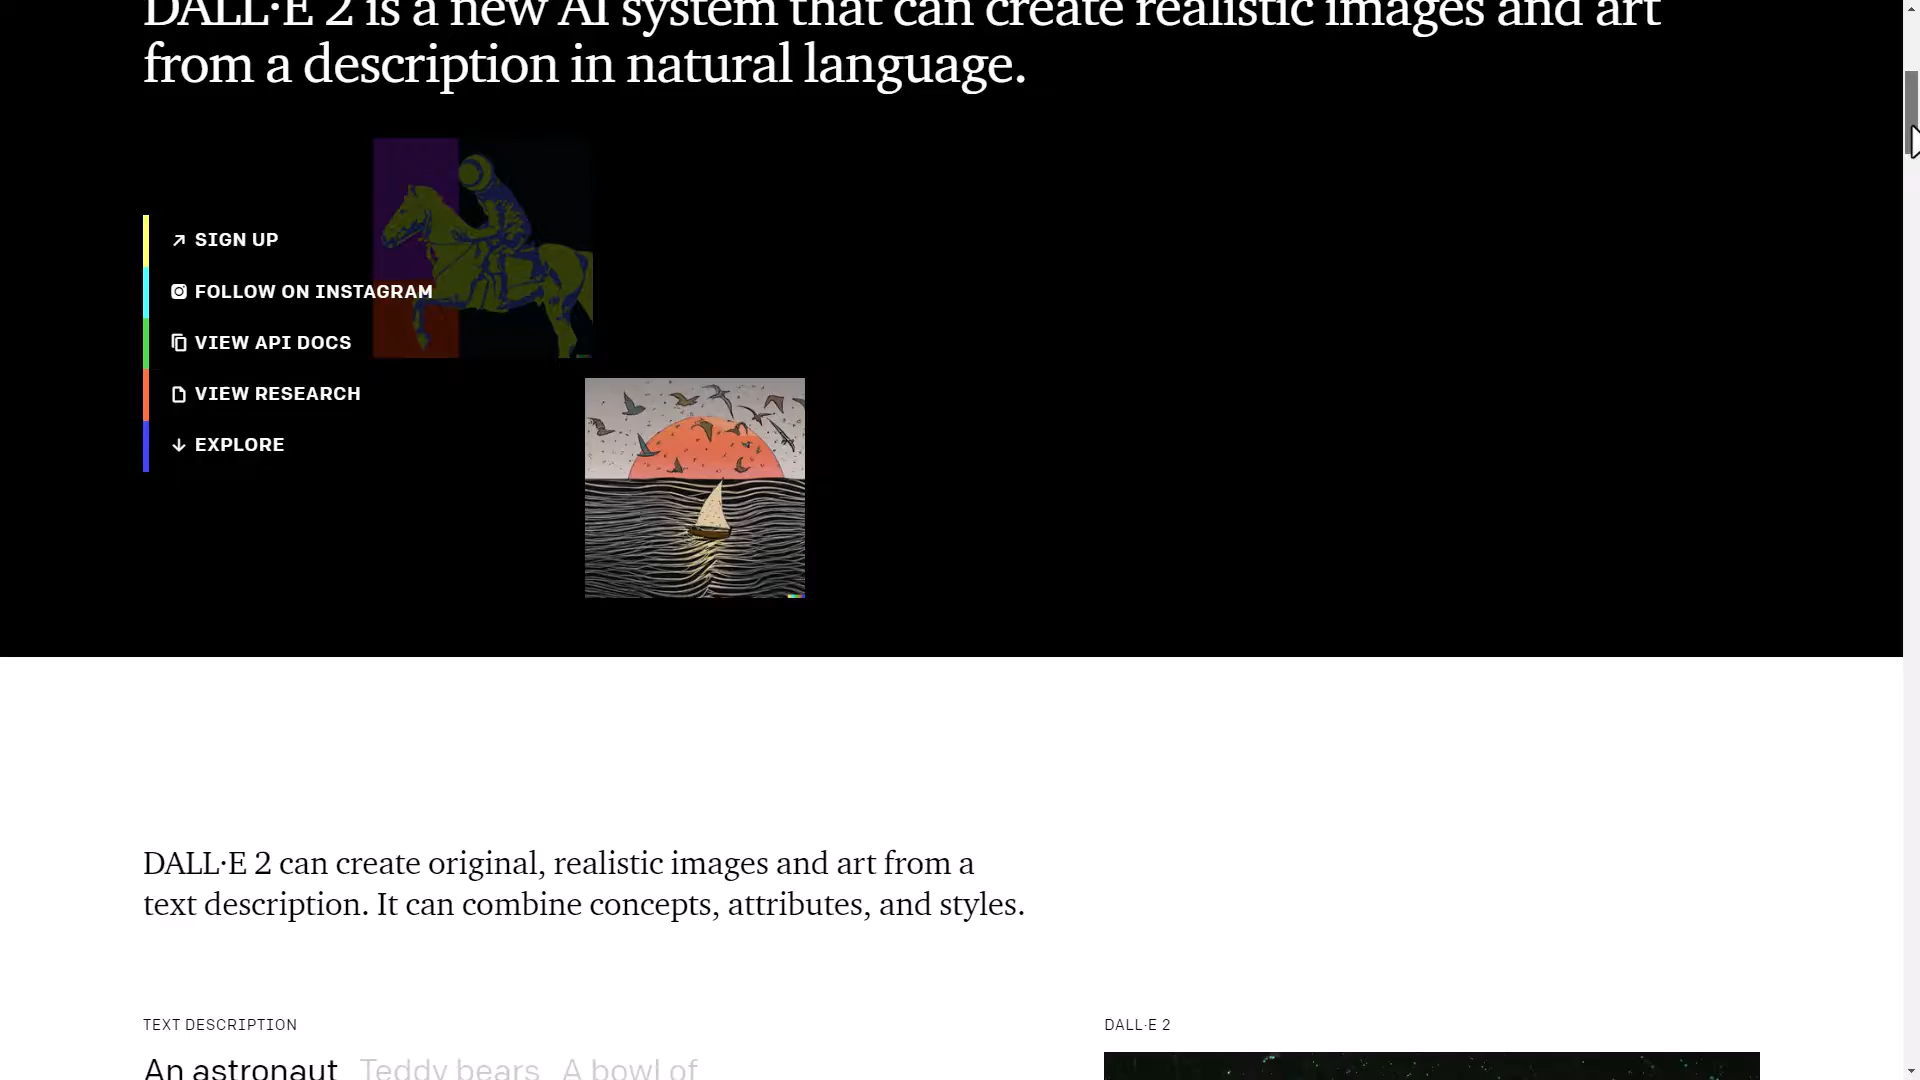 DALL·E 2 is a new AI system that can create realistic images and art
from a description in natural language.
SIGN UP
FOLLOW ON INSTAGRAM
VIEW API DOCS
VIEW RESEARCH
EXPLORE
DALL·E 2 can create original, realistic images and art from a
text description. It can combine concepts, attributes, and styles.
TEXT DESCRIPTION
DALL·E 2
An astronaut Teddy bears A bowl of